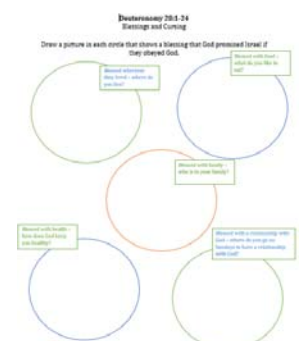 Deuteronomy 28:1-24
Blessings and Cursing
Draw a picture in each circle that shows a blessing that God promised Israel if
they obeyed God.
Blessed wherever
they lived – where do
you live?
Blessed with food –
what do you like to
eat?
Blessed with family –
who is in your family?
Blessed with health –
how does God keep
you healthy?
Blessed with a relationship with
God – where do you go on
Sundays to have a relationship
with God?